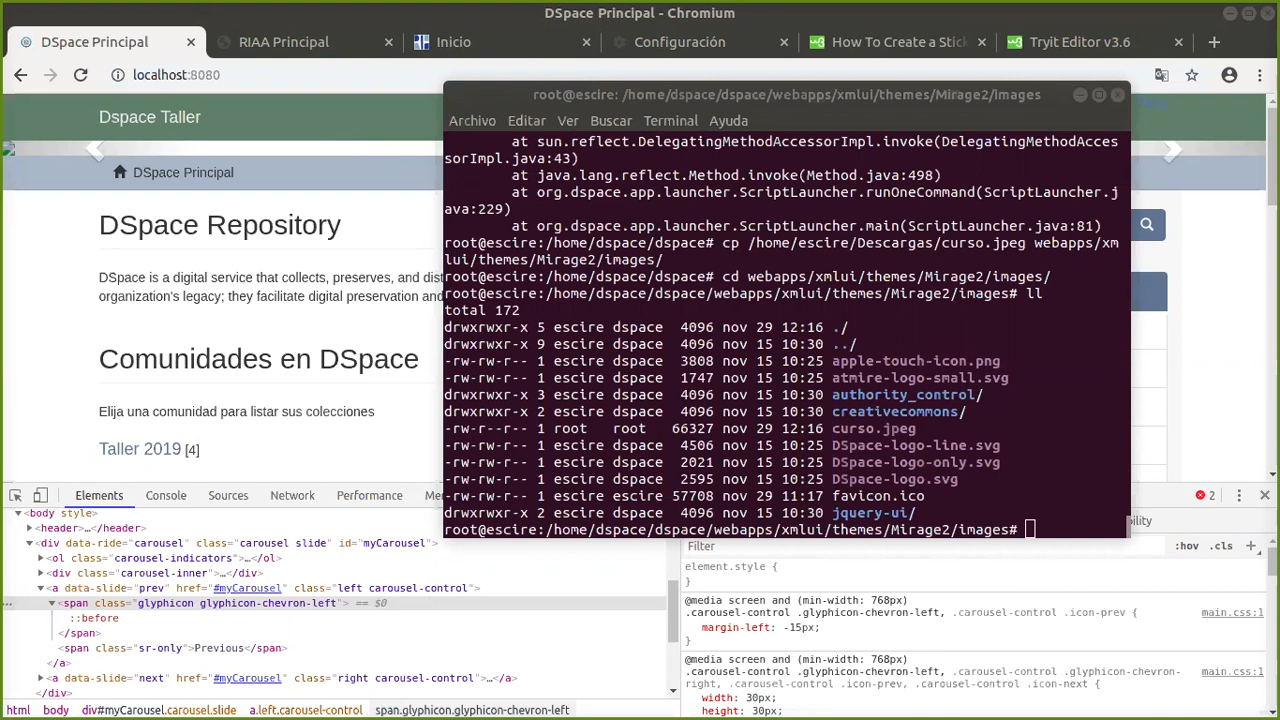 DSpace Principal - Chromium
DSpace Principal
RIAA Principal
Inicio
Configuración
How To Create a Stick
Tryit Editor v3.6
localhost:8080
Dspace Taller
DSpace Principal
DSpace Repository
DSpace is a digital service that collects, preserves, and dist
organization's legacy; they facilitate digital preservation and
Comunidades en DSpace
Elija una comunidad para listar sus colecciones
Taller 2019 [4]
root@escire: /home/dspace/dspace/webapps/xmlui/themes/Mirage2/images
Archivo Editar Ver Buscar Terminal Ayuda
at sun.reflect.DelegatingMethodAccessorImpl.invoke(DelegatingMethodAcces
sorImpl.java:43)
at java.lang.reflect.Method.invoke(Method.java:498)
at org.dspace.app.launcher.ScriptLauncher.runOneCommand(ScriptLauncher.j
ava:229)
at org.dspace.app.launcher.ScriptLauncher.main(ScriptLauncher.java:81)
root@escire:/home/dspace/dspace# cp /home/escire/Descargas/curso.jpeg webapps/xm
lui/themes/Mirage2/images/
root@escire:/home/dspace/dspace# cd webapps/xmlui/themes/Mirage2/images/
root@escire:/home/dspace/dspace/webapps/xmlui/themes/Mirage2/images# ll
total 172
drwxrwxr-x 5 escire dspace 4096 nov 29 12:16 ./
drwxrwxr-x 9 escire dspace 4096 nov 15 10:30 ../
-rw-rw-r-- 1 escire dspace 3808 nov 15 10:25 apple-touch-icon.png
-rw-rw-r-- 1 escire dspace 1747 nov 15 10:25 atmire-logo-small.svg
drwxrwxr-x 3 escire dspace 4096 nov 15 10:30 authority_control/
drwxrwxr-x 2 escire dspace 4096 nov 15 10:30 creativecommons/
-rw-r--r-- 1 root root 66327 nov 29 12:16 curso.jpeg
-rw-rw-r-- 1 escire dspace 4506 nov 15 10:25 DSpace-logo-line.svg
-rw-rw-r-- 1 escire dspace 2021 nov 15 10:25 DSpace-logo-only.svg
-rw-rw-r-- 1 escire dspace 2595 nov 15 10:25 DSpace-logo.svg
-rw-rw-r-- 1 escire escire 57708 nov 29 11:17 favicon.ico
drwxrwxr-x 2 escire dspace 4096 nov 15 10:30 jquery-ui/
root@escire:/home/dspace/dspace/webapps/xmlui/themes/Mirage2/images#
Elements Console Sources Network Performance Me
2
<body style>
<header>…</header>
<div data-ride="carousel" class="carousel slide" id="myCarousel">
<ol class="carousel-indicators">…</ol>
<div class="carousel-inner">…</div>
<a data-slide="prev" href="#myCarousel" class="left carousel-control">
<span class="glyphicon glyphicon-chevron-left"> == $0
::before
</span>
<span class="sr-only">Previous</span>
</a>
<a data-slide="next" href="#myCarousel" class="right carousel-control">…</a>
</div>
html body div#myCarousel.carousel.slide a.left.carousel-control span.glyphicon.glyphicon-chevron-left
bility
Filter :hov .cls
element.style {
}
@media screen and (min-width: 768px)
.carousel-control .glyphicon-chevron-left, .carousel-control .icon-prev { main.css:1
margin-left: -15px;
}
@media screen and (min-width: 768px)
.carousel-control .glyphicon-chevron-left, .carousel-control .glyphicon-chevron- main.css:1
right, .carousel-control .icon-prev, .carousel-control .icon-next {
width: 30px;
height: 30px;